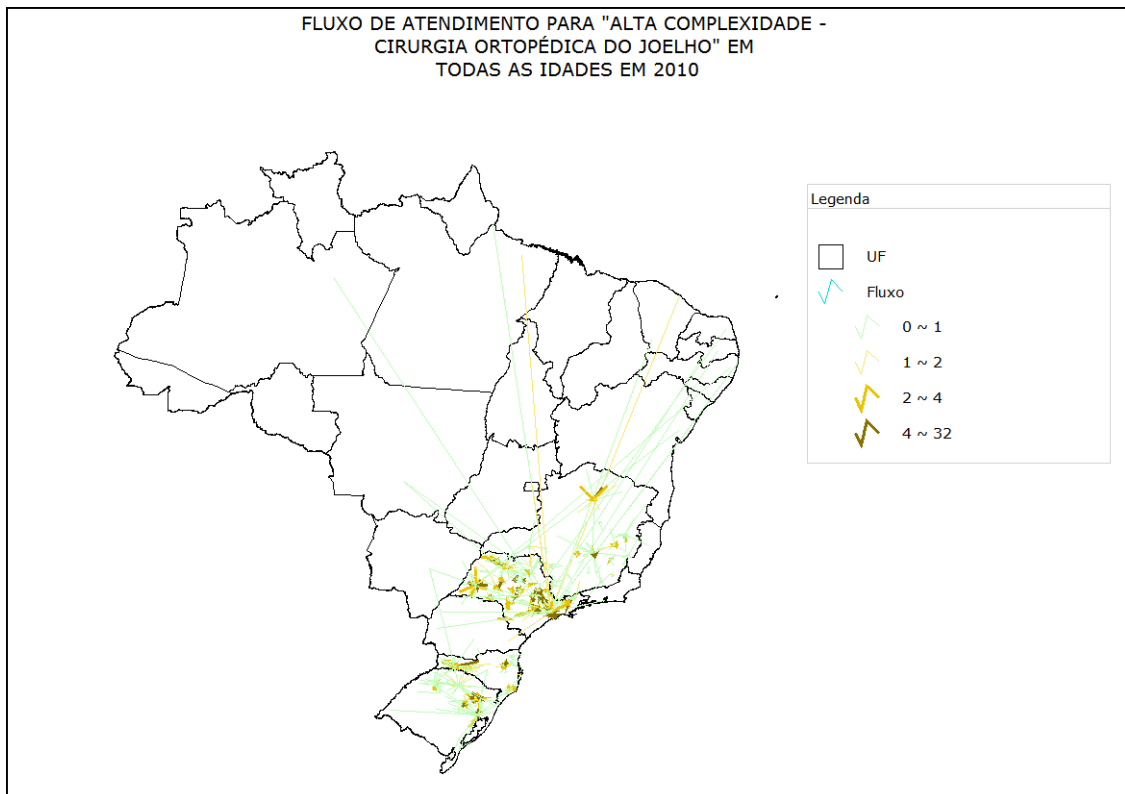 FLUXO DE ATENDIMENTO PARA "ALTA COMPLEXIDADE -
CIRURGIA ORTOPÉDICA DO JOELHO" EM
TODAS AS IDADES EM 2010
Legenda
UF
Fluxo
0 ~ 1
1 ~ 2
2 ~ 4
4 ~ 32